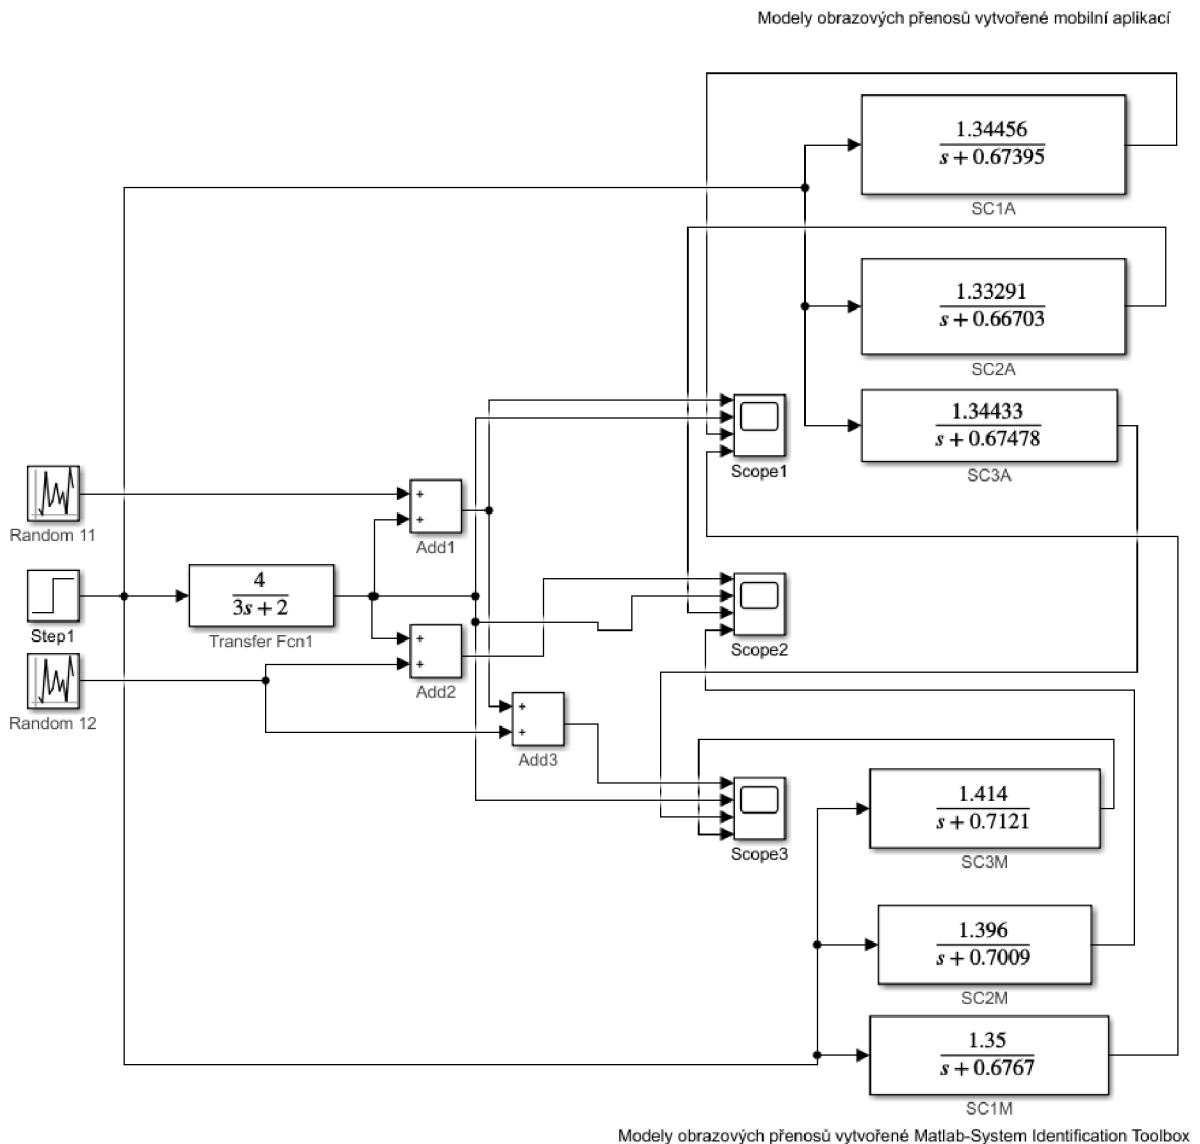 Modely obrazových přenosů vytvořené mobilní aplikací
1.34456
s + 0.67395
SC1A
1.33291
s + 0.66703
SC2A
1.34433
s + 0.67478
SC3A
Scope1
Random 11
+
+
Add1
Step1
4
3s + 2
Transfer Fcn1
Scope2
Random 12
+
+
Add2
+
+
Add3
Scope3
1.414
s + 0.7121
SC3M
1.396
s + 0.7009
SC2M
1.35
s + 0.6767
SC1M
Modely obrazových přenosů vytvořené Matlab-System Identification Toolbox